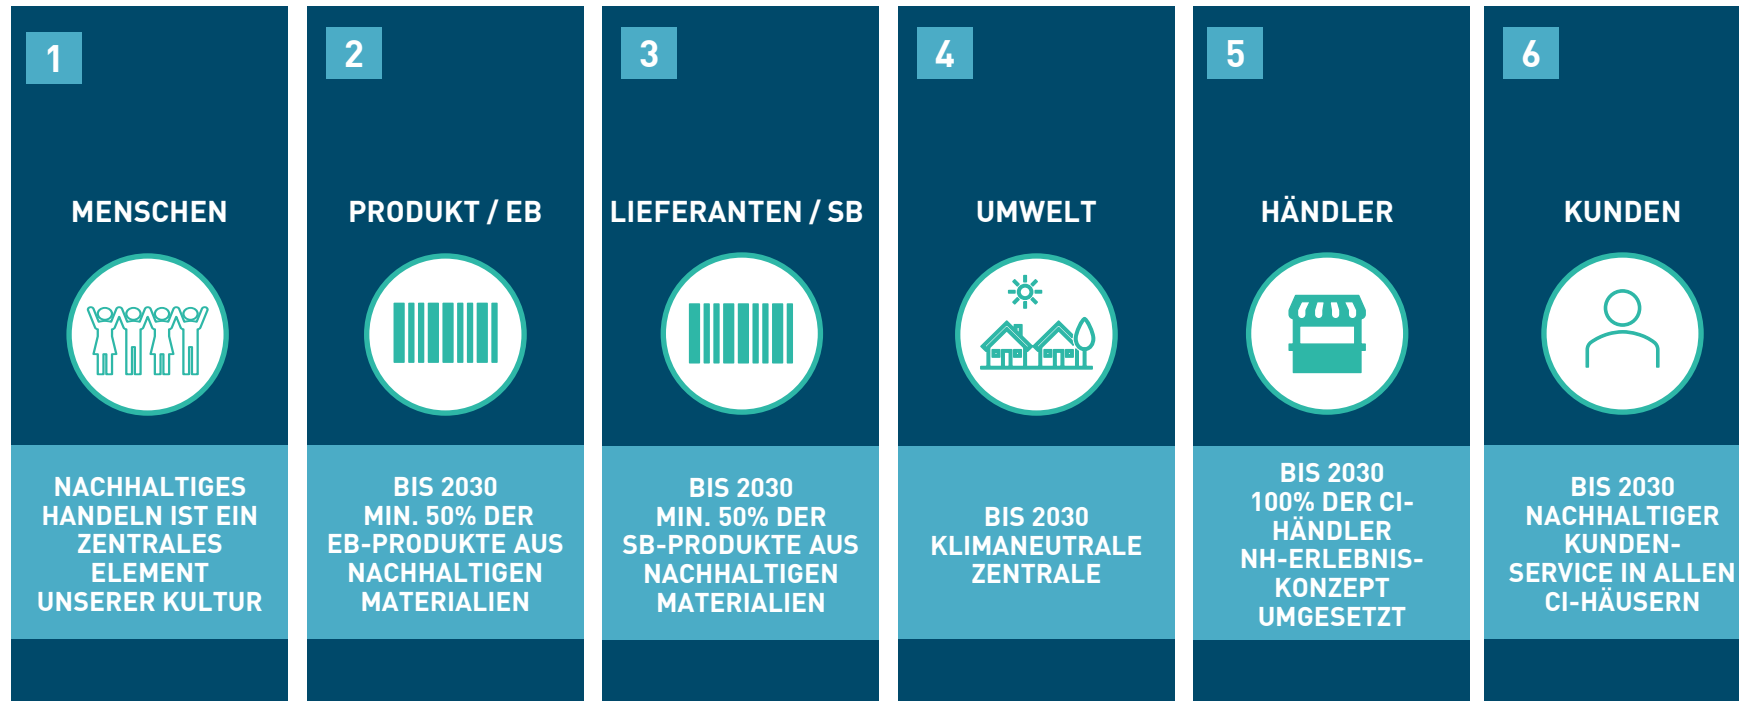 1
MENSCHEN
NACHHALTIGES
HANDELN IST EIN
ZENTRALES
ELEMENT
UNSERER KULTUR
2
PRODUKT / EB
BIS 2030
MIN. 50% DER
EB-PRODUKTE AUS
NACHHALTIGEN
MATERIALIEN
3
LIEFERANTEN / SB
BIS 2030
MIN. 50% DER
SB-PRODUKTE AUS
NACHHALTIGEN
MATERIALIEN
4
UMWELT
BIS 2030
KLIMANEUTRALE
ZENTRALE
5
HÄNDLER
BIS 2030
100% DER CI-
HÄNDLER
NH-ERLEBNIS-
KONZEPT
UMGESETZT
6
KUNDEN
BIS 2030
NACHHALTIGER
KUNDEN-
SERVICE IN ALLEN
CI-HÄUSERN